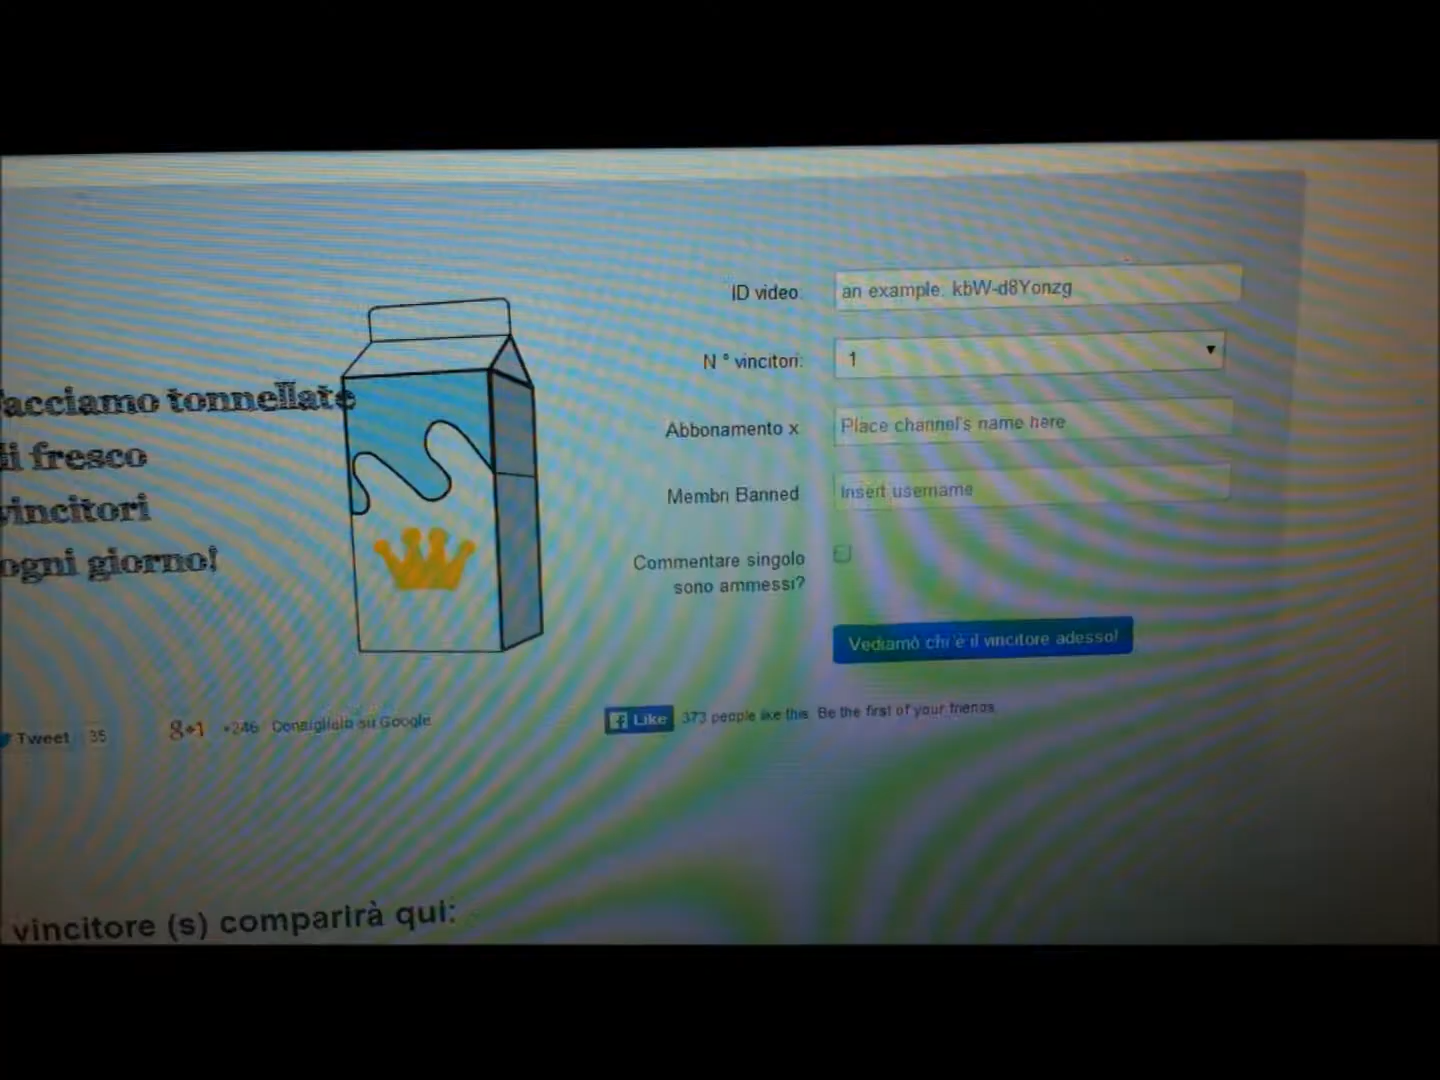 facciamo tonnellate
di fresco
vincitori
ogni giorno!
ID video:
an example. kbW-d8Yonzg
N ° vincitori:
1
Abbonamento x
Place channel's name here
Membri Banned
Insert username
Commentare singolo
sono ammessi?
Vediamo chi è il vincitore adesso!
Tweet 35
g+1 +246 Consiglialo su Google
f Like 373 people like this. Be the first of your friends.
vincitore (s) comparirà qui: